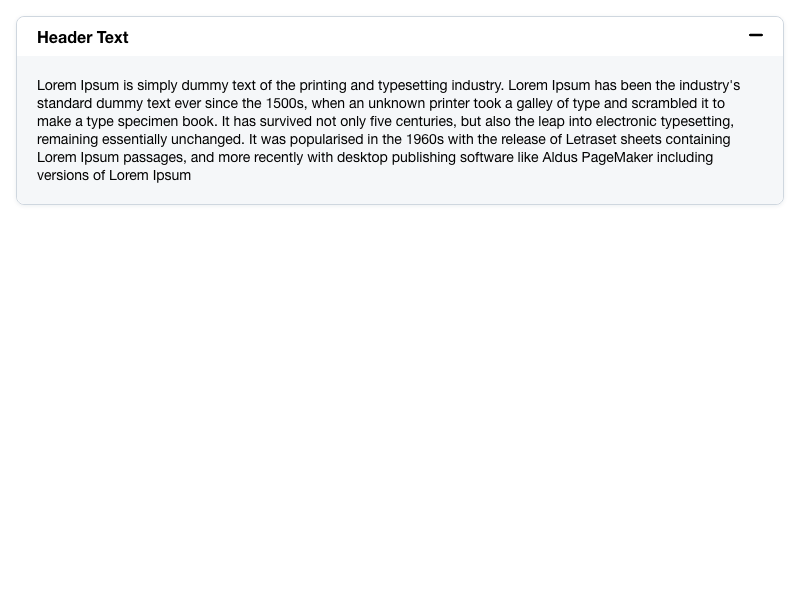 Header Text
Lorem Ipsum is simply dummy text of the printing and typesetting industry. Lorem Ipsum has been the industry's
standard dummy text ever since the 1500s, when an unknown printer took a galley of type and scrambled it to
make a type specimen book. It has survived not only five centuries, but also the leap into electronic typesetting,
remaining essentially unchanged. It was popularised in the 1960s with the release of Letraset sheets containing
Lorem Ipsum passages, and more recently with desktop publishing software like Aldus PageMaker including
versions of Lorem Ipsum